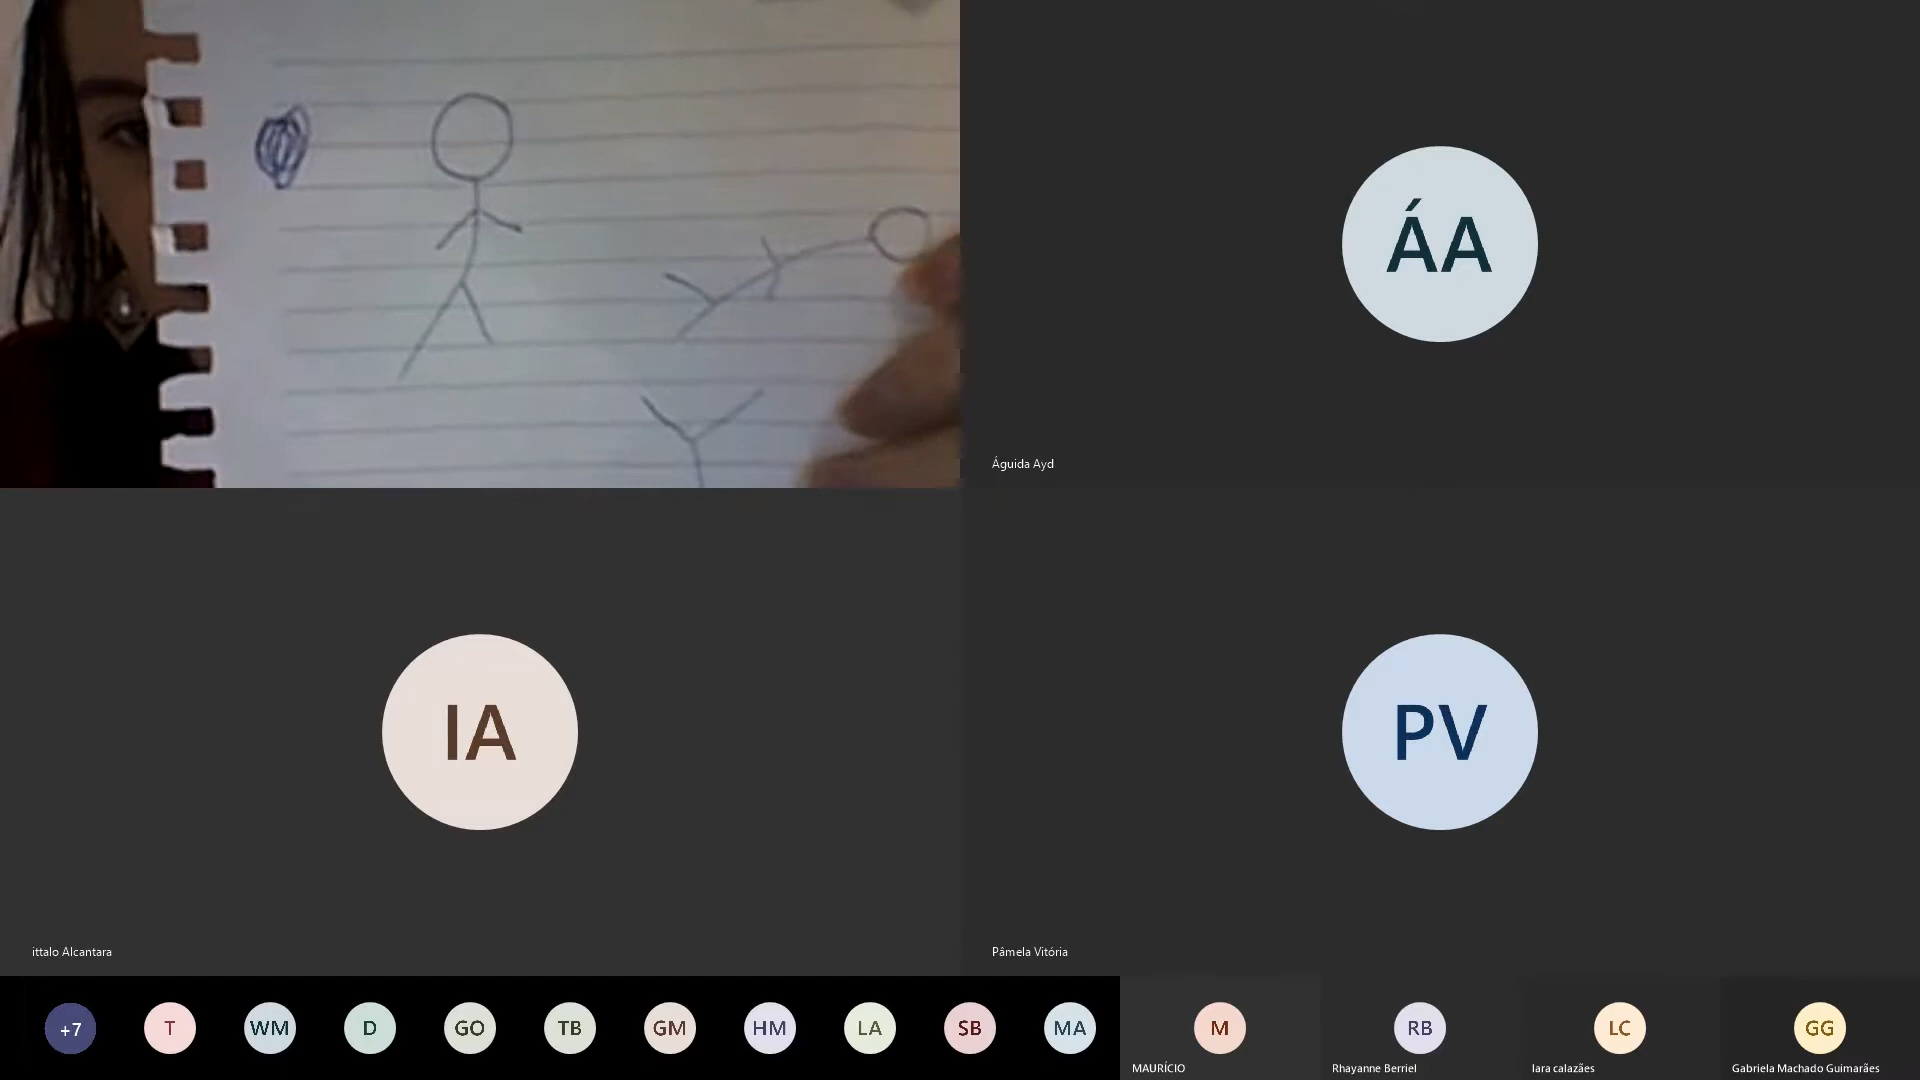 ÁA
Águida Ayd
IA
PV
ittalo Alcantara
Pâmela Vitória
+7
T
WM
D
GO
TB
GM
HM
LA
SB
MA
M
RB
LC
GG
MAURÍCIO
Rhayanne Berriel
Iara calazães
Gabriela Machado Guimarães